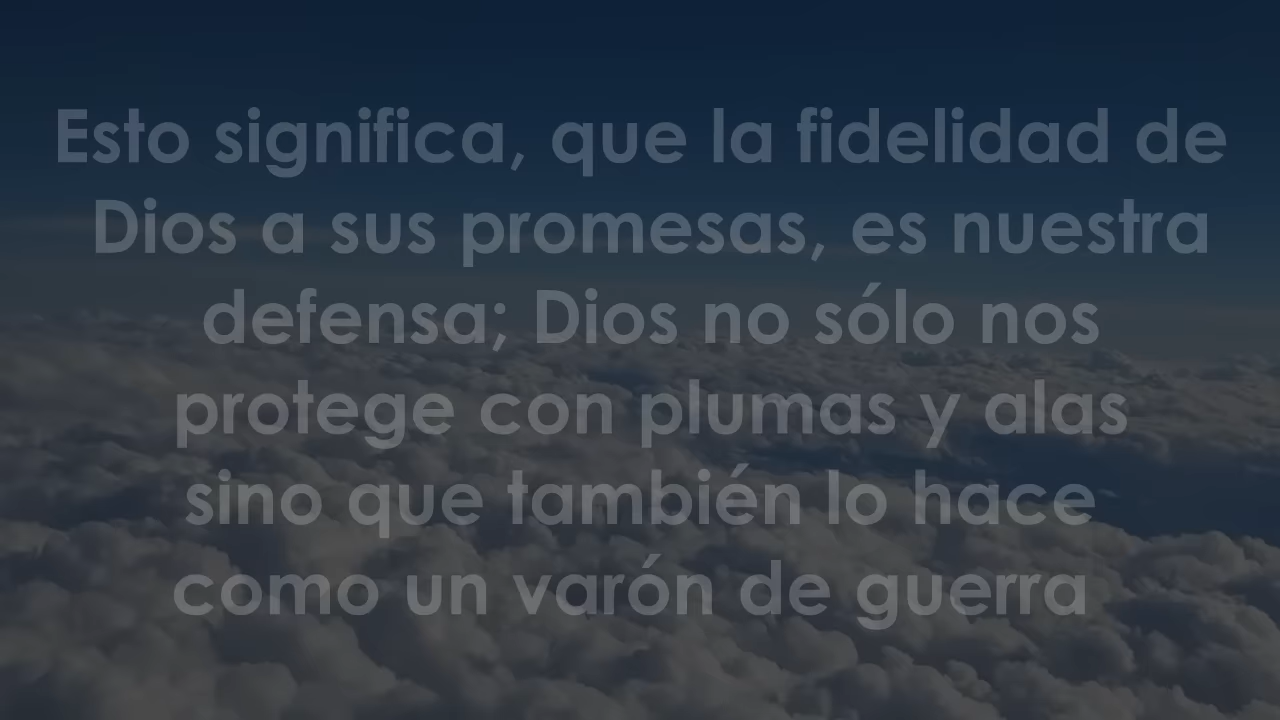 Esto significa, que la fidelidad de
Dios a sus promesas, es nuestra
defensa; Dios no sólo nos
protege con plumas y alas
sino que también lo hace
como un varón de guerra